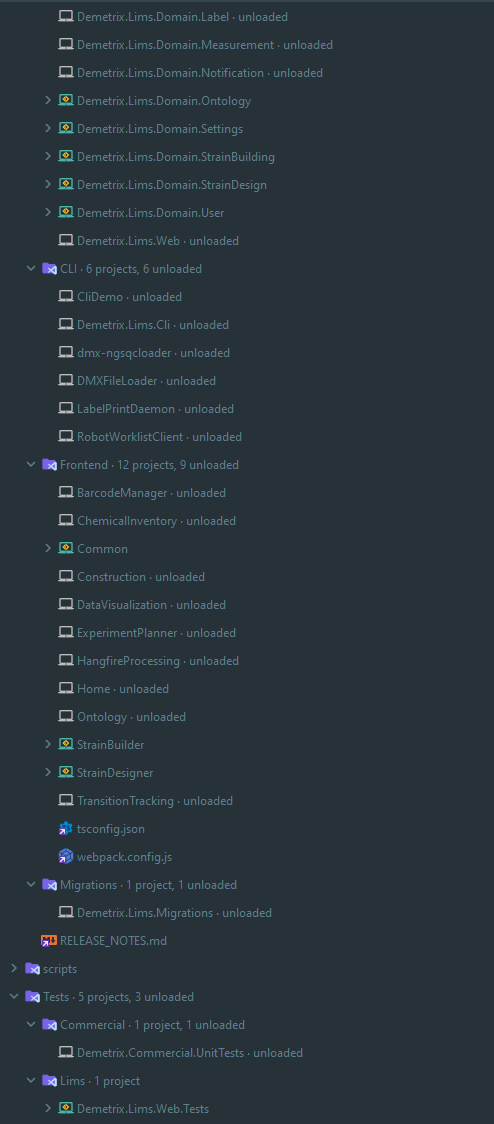 Demetrix.Lims.Domain.Label · unloaded
Demetrix.Lims.Domain.Measurement · unloaded
Demetrix.Lims.Domain.Notification · unloaded
Demetrix.Lims.Domain.Ontology
Demetrix.Lims.Domain.Settings
Demetrix.Lims.Domain.StrainBuilding
Demetrix.Lims.Domain.StrainDesign
Demetrix.Lims.Domain.User
Demetrix.Lims.Web · unloaded
CLI · 6 projects, 6 unloaded
CliDemo · unloaded
Demetrix.Lims.Cli · unloaded
dmx-ngsqcloader · unloaded
DMXFileLoader · unloaded
LabelPrintDaemon · unloaded
RobotWorklistClient · unloaded
Frontend · 12 projects, 9 unloaded
BarcodeManager · unloaded
ChemicalInventory · unloaded
Common
Construction · unloaded
DataVisualization · unloaded
ExperimentPlanner · unloaded
HangfireProcessing · unloaded
Home · unloaded
Ontology · unloaded
StrainBuilder
StrainDesigner
TransitionTracking · unloaded
tsconfig.json
webpack.config.js
Migrations · 1 project, 1 unloaded
Demetrix.Lims.Migrations · unloaded
RELEASE_NOTES.md
scripts
Tests · 5 projects, 3 unloaded
Commercial · 1 project, 1 unloaded
Demetrix.Commercial.UnitTests · unloaded
Lims · 1 project
Demetrix.Lims.Web.Tests